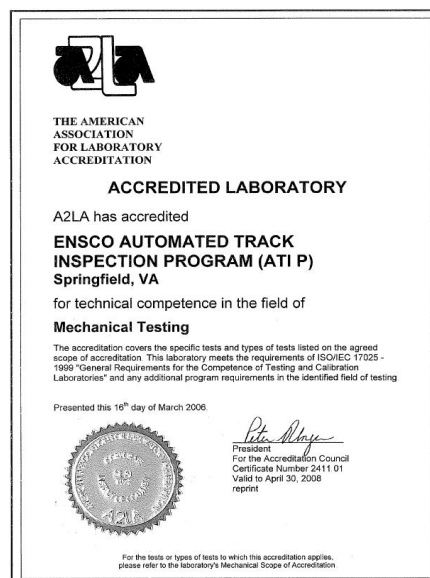 A2LA
THE AMERICAN
ASSOCIATION
FOR LABORATORY
ACCREDITATION
ACCREDITED LABORATORY
A2LA has accredited
ENSCO AUTOMATED TRACK
INSPECTION PROGRAM (ATI P)
Springfield, VA
for technical competence in the field of
Mechanical Testing
The accreditation covers the specific tests and types of tests listed on the agreed
scope of accreditation. This laboratory meets the requirements of ISO/IEC 17025 -
1999 "General Requirements for the Competence of Testing and Calibration
Laboratories" and any additional program requirements in the identified field of testing
Presented this 16th day of March 2006.
President
For the Accreditation Council
Certificate Number 2411.01
Valid to April 30, 2008
reprint
A2LA
For the tests or types of tests to which this accreditation applies,
please refer to the laboratory's Mechanical Scope of Accreditation